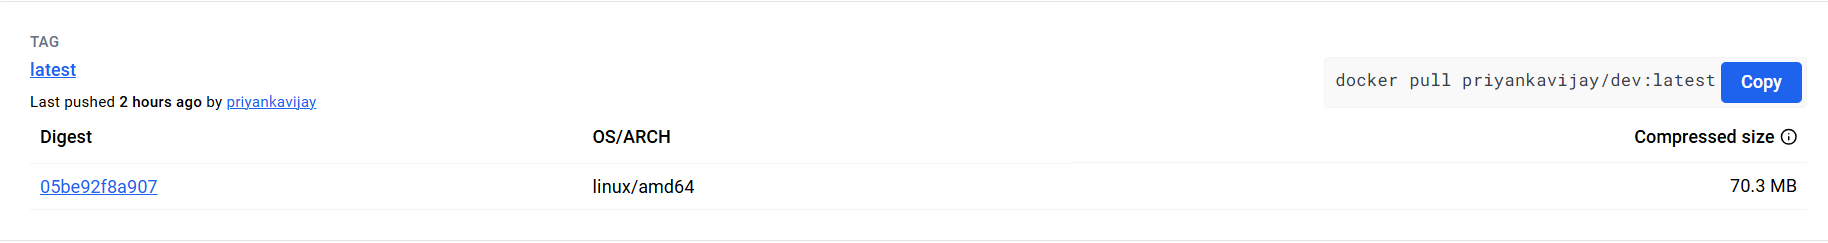 TAG
latest
docker pull priyankavijay/dev:latest Copy
Last pushed 2 hours ago by priyankavijay
Digest OS/ARCH Compressed size
05be92f8a907 linux/amd64 70.3 MB